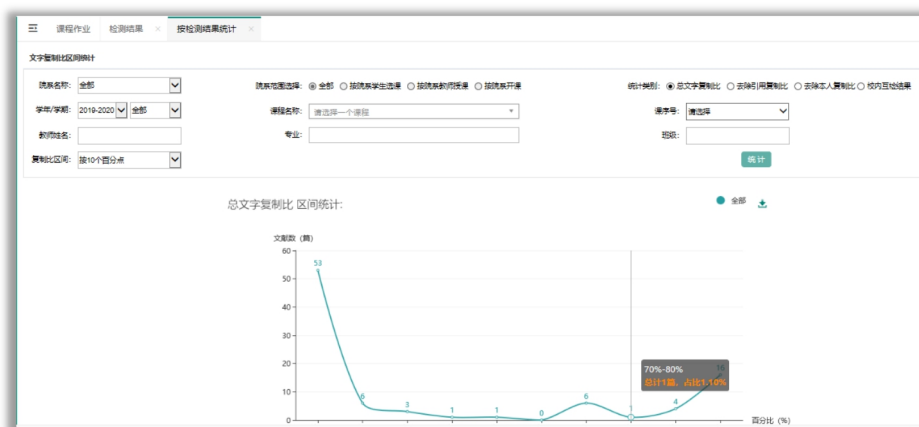 课程作业 检测结果 × 按检测结果统计 ×
文字复制比区间统计
院系名称: 全部 院系范围选择: 全部 按院系学生选课 按院系教师授课 按院系开课 统计类别: 总文字复制比 去除引用复制比 去除本人复制比 校内互检结果
学年/学期: 2019-2020 全部 课程名称: 请选择一个课程 课序号: 请选择
教师姓名: 专业: 班级:
复制比区间: 按10个百分点 统计
总文字复制比 区间统计: 全部
文献数 (篇)
60
53
50
40
30
20
70%-80% 16
总计1篇, 占比1.10%
10
6 3 1 1 0 6 1 4
0
百分比 (%)